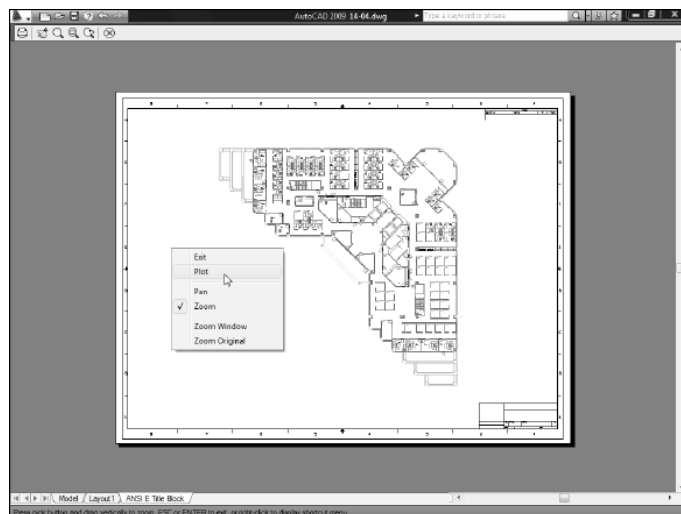 AutoCAD 2009 14-04.dwg
Type a keyword or phrase
Exit
Plot
Pan
Zoom
Zoom Window
Zoom Original
Model
Layout1
ANSI E Title Block
Press pick button and drag vertically to zoom, ESC or ENTER to exit, or right-click to display shortcut menu.